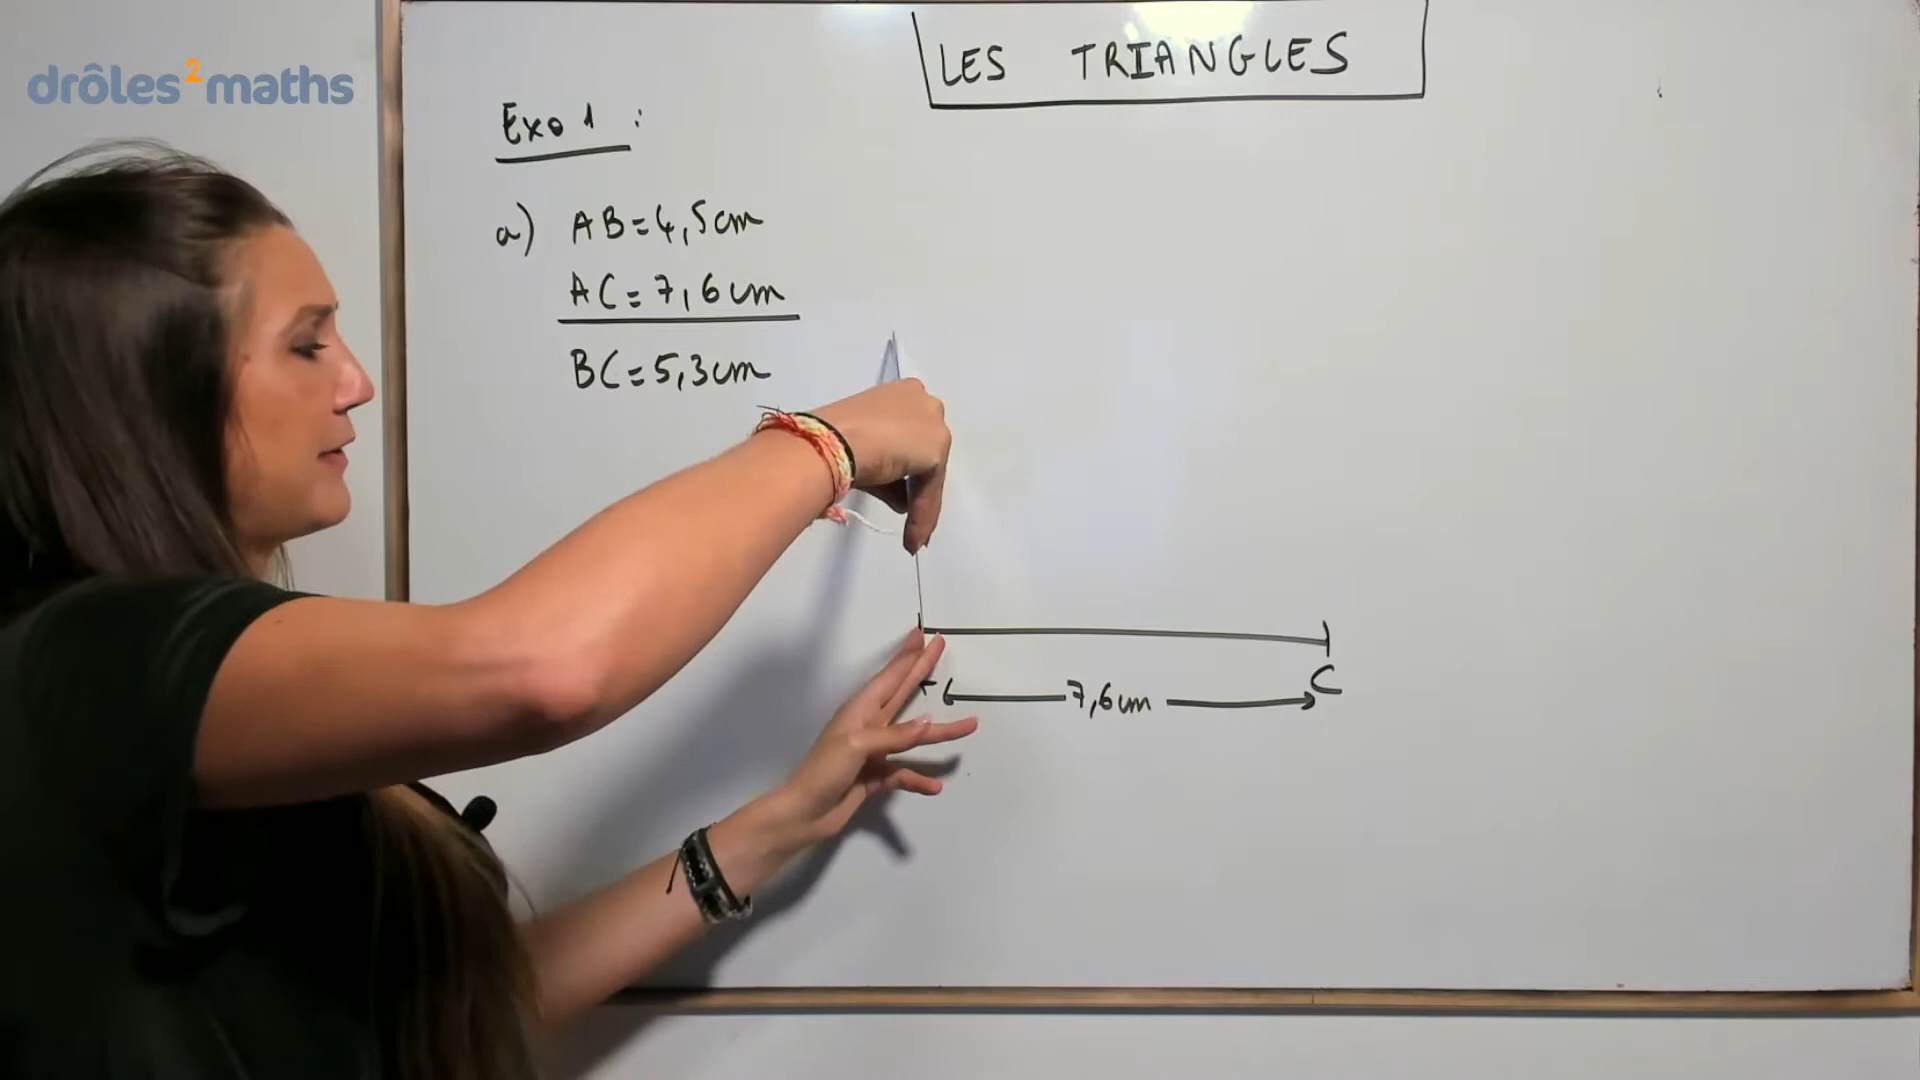 drôles²maths
LES TRIANGLES
Exo 1 :
a) AB = 4,5cm
AC = 7,6cm
BC = 5,3cm
C
7,6cm